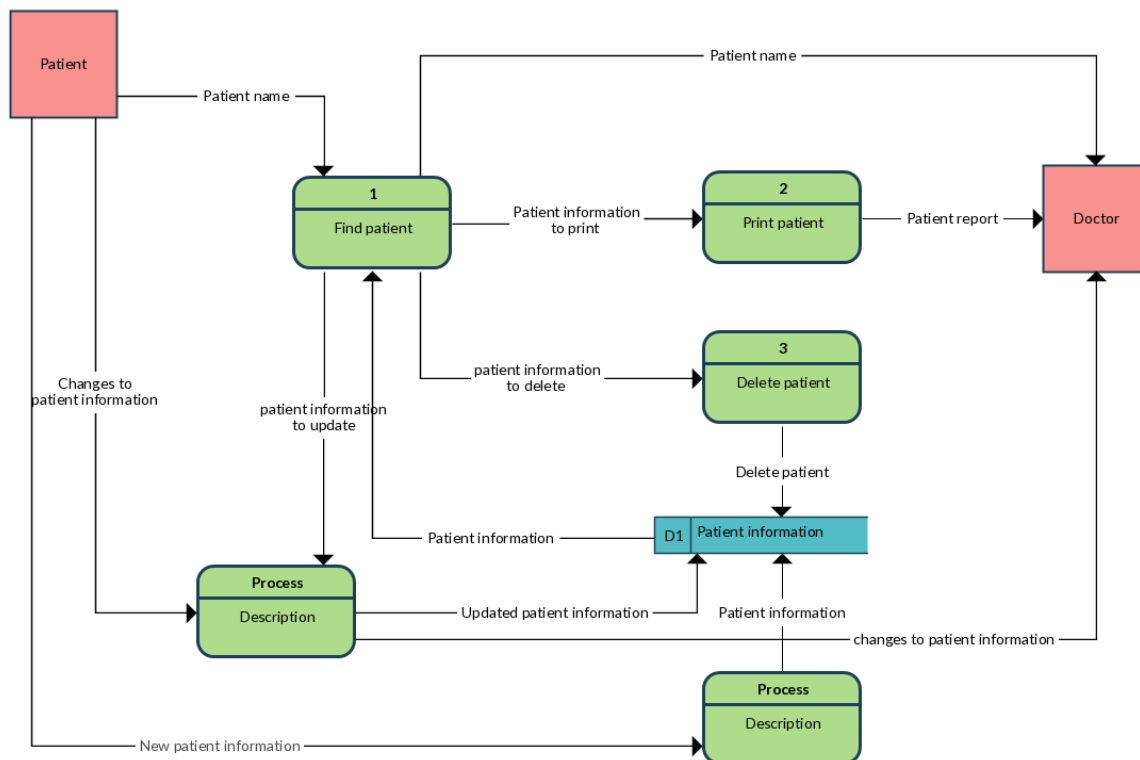 Patient
Patient name
Patient name
1
Find patient
Patient information
to print
2
Print patient
Patient report
Doctor
Changes to
patient information
patient information
to update
patient information
to delete
3
Delete patient
Delete patient
Patient information
D1
Patient information
Process
Description
Updated patient information
Patient information
changes to patient information
Process
Description
New patient information